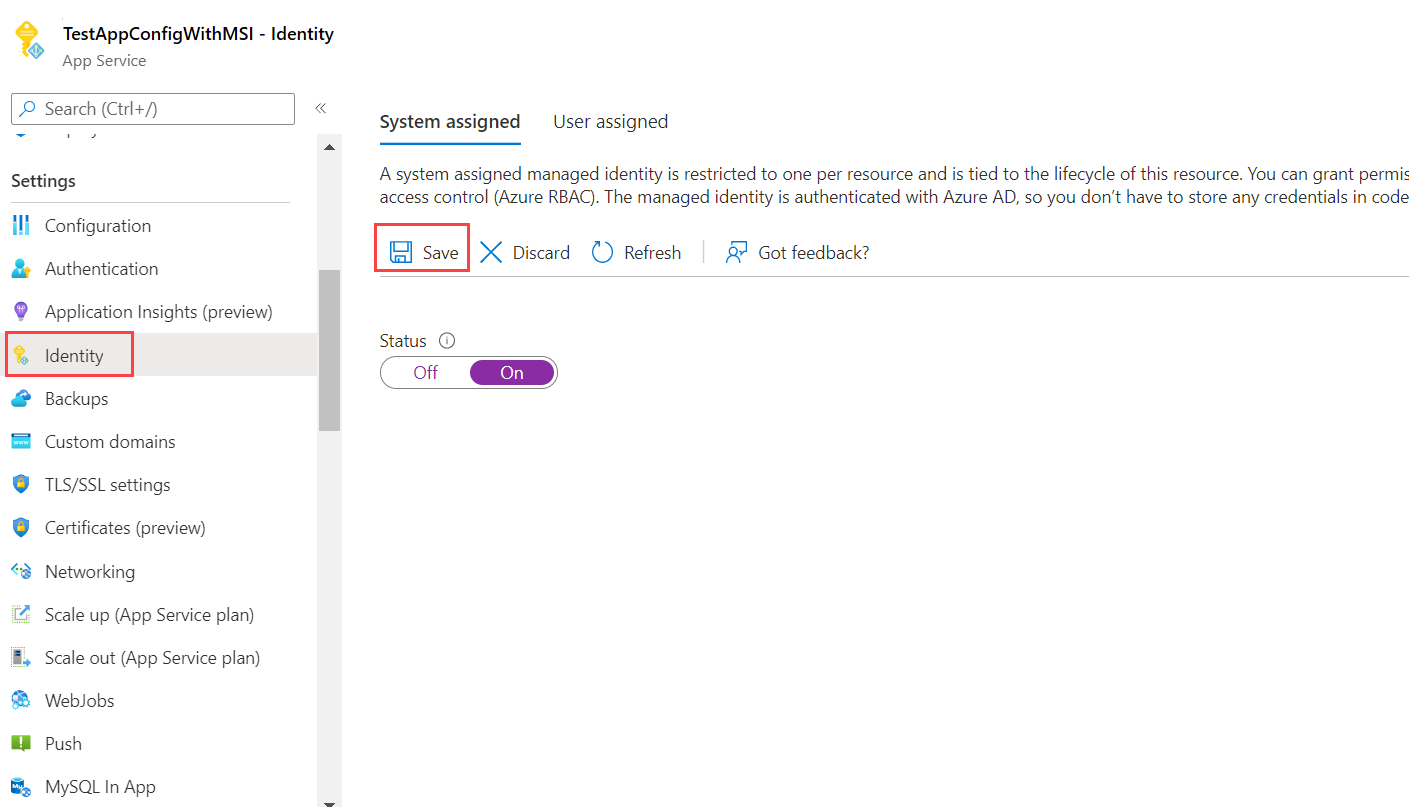 TestAppConfigWithMSI - Identity
App Service
Search (Ctrl+/)
«
Settings
Configuration
Authentication
Application Insights (preview)
Identity
Backups
Custom domains
TLS/SSL settings
Certificates (preview)
Networking
Scale up (App Service plan)
Scale out (App Service plan)
WebJobs
Push
MySQL In App
System assigned User assigned
A system assigned managed identity is restricted to one per resource and is tied to the lifecycle of this resource. You can grant permis
access control (Azure RBAC). The managed identity is authenticated with Azure AD, so you don’t have to store any credentials in code
Save Discard Refresh Got feedback?
Status
Off On